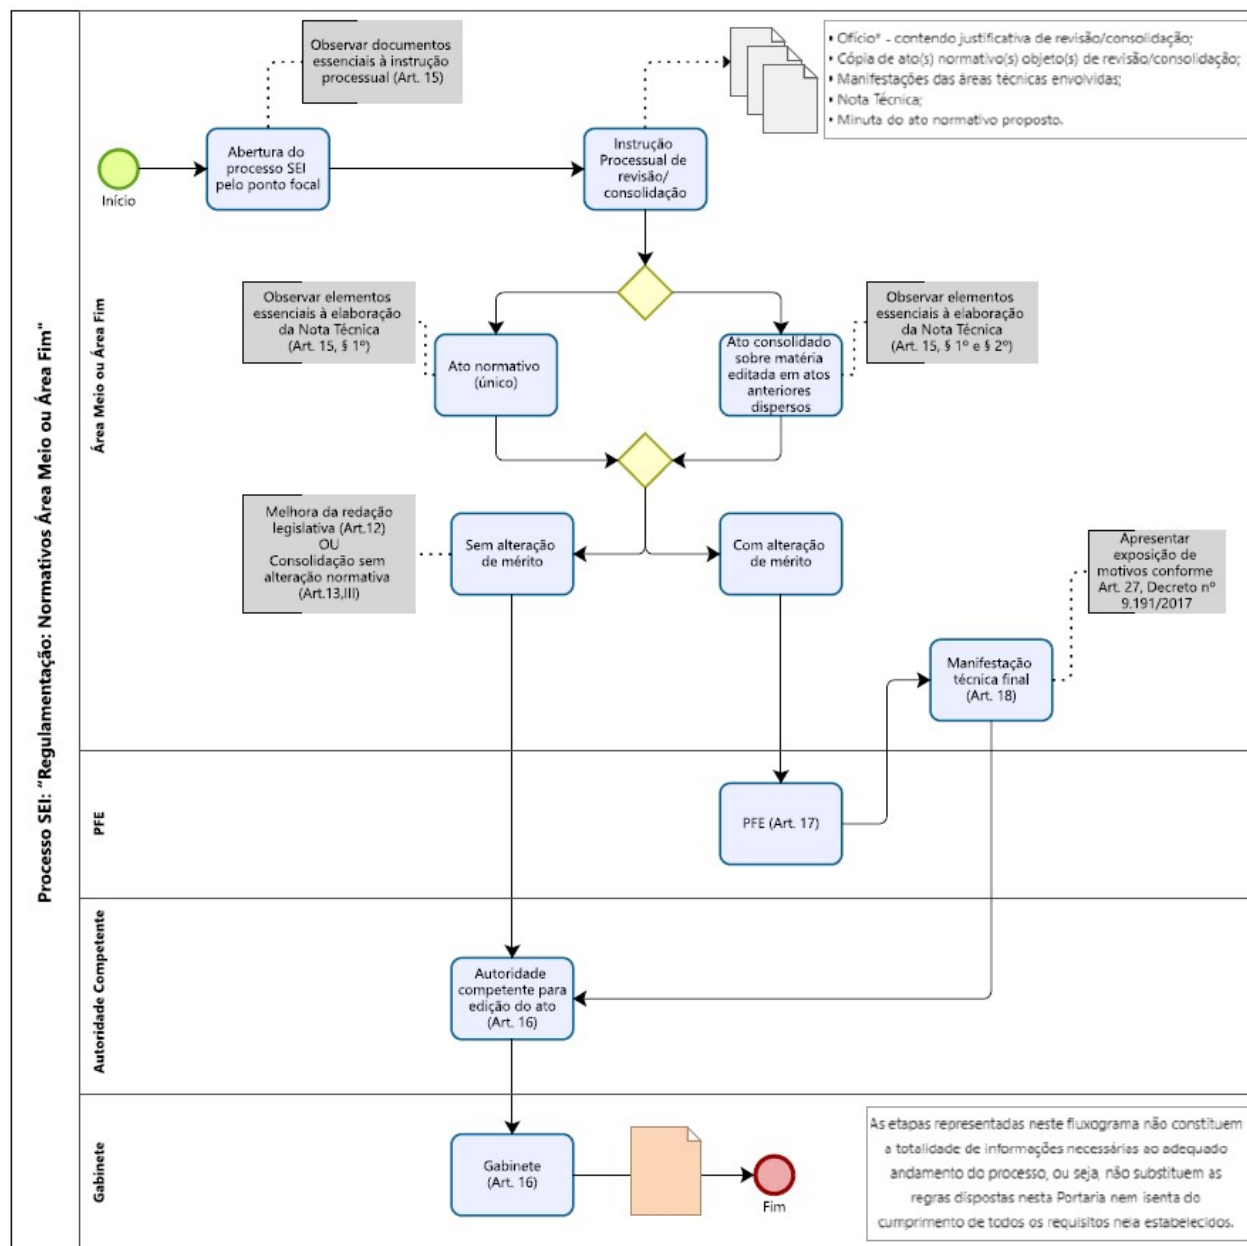 Processo SEI: "Regulamentação: Normativos Área Meio ou Área Fim"
Área Meio ou Área Fim
Observar documentos
essenciais à instrução
processual (Art. 15)
• Ofício* - contendo justificativa de revisão/consolidação;
• Cópia de ato(s) normativo(s) objeto(s) de revisão/consolidação;
• Manifestações das áreas técnicas envolvidas;
• Nota Técnica;
• Minuta do ato normativo proposto.
Início
Abertura do
processo SEI
pelo ponto focal
Instrução
Processual de
revisão/
consolidação
Observar elementos
essenciais à elaboração
da Nota Técnica
(Art. 15, § 1º)
Ato normativo
(único)
Ato consolidado
sobre matéria
editada em atos
anteriores
dispersos
Observar elementos
essenciais à elaboração
da Nota Técnica
(Art. 15, § 1º e § 2º)
Melhora da redação
legislativa (Art.12)
OU
Consolidação sem
alteração normativa
(Art.13,III)
Sem alteração
de mérito
Com alteração
de mérito
Apresentar
exposição de
motivos conforme
Art. 27, Decreto nº
9.191/2017
Manifestação
técnica final
(Art. 18)
PFE
PFE (Art. 17)
Autoridade Competente
Autoridade
competente para
edição do ato
(Art. 16)
Gabinete
Gabinete
(Art. 16)
Fim
As etapas representadas neste fluxograma não constituem
a totalidade de informações necessárias ao adequado
andamento do processo, ou seja, não substituem as
regras dispostas nesta Portaria nem isenta do
cumprimento de todos os requisitos nela estabelecidos.